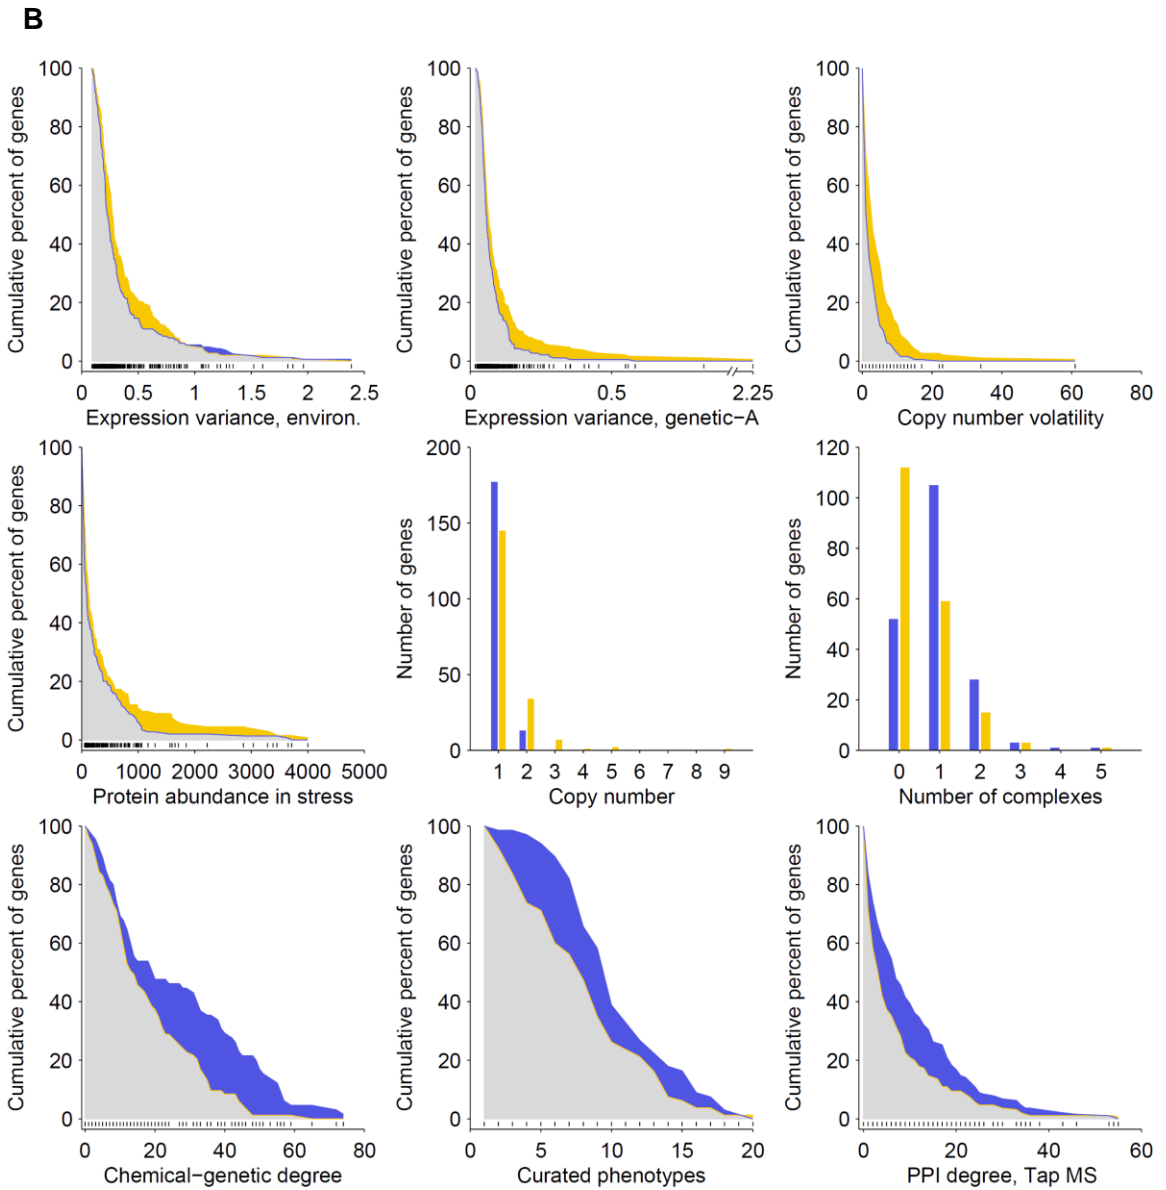 B
Cumulative percent of genes
100
80
60
40
20
0
0 0.5 1 1.5 2 2.5
Expression variance, environ.
Cumulative percent of genes
100
80
60
40
20
0
0 0.5 2.25
Expression variance, genetic−A
Cumulative percent of genes
100
80
60
40
20
0
0 20 40 60 80
Copy number volatility
Cumulative percent of genes
100
80
60
40
20
0
0 1000 2000 3000 4000 5000
Protein abundance in stress
Number of genes
200
150
100
50
0
1 2 3 4 5 6 7 8 9
Copy number
Number of genes
120
100
80
60
40
20
0
0 1 2 3 4 5
Number of complexes
Cumulative percent of genes
100
80
60
40
20
0
0 20 40 60 80
Chemical−genetic degree
Cumulative percent of genes
100
80
60
40
20
0
0 5 10 15 20
Curated phenotypes
Cumulative percent of genes
100
80
60
40
20
0
0 20 40 60
PPI degree, Tap MS